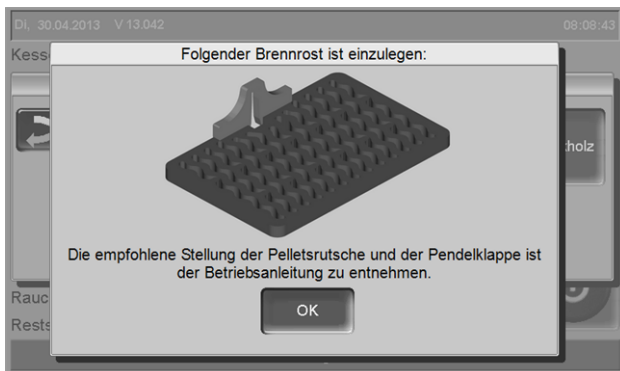 Di, 30.04.2013 V 13.042 08:08:43
Kess
Folgender Brennrost ist einzulegen:
holz
Die empfohlene Stellung der Pelletsrutsche und der Pendelklappe ist
der Betriebsanleitung zu entnehmen.
Rauc
OK
Rests